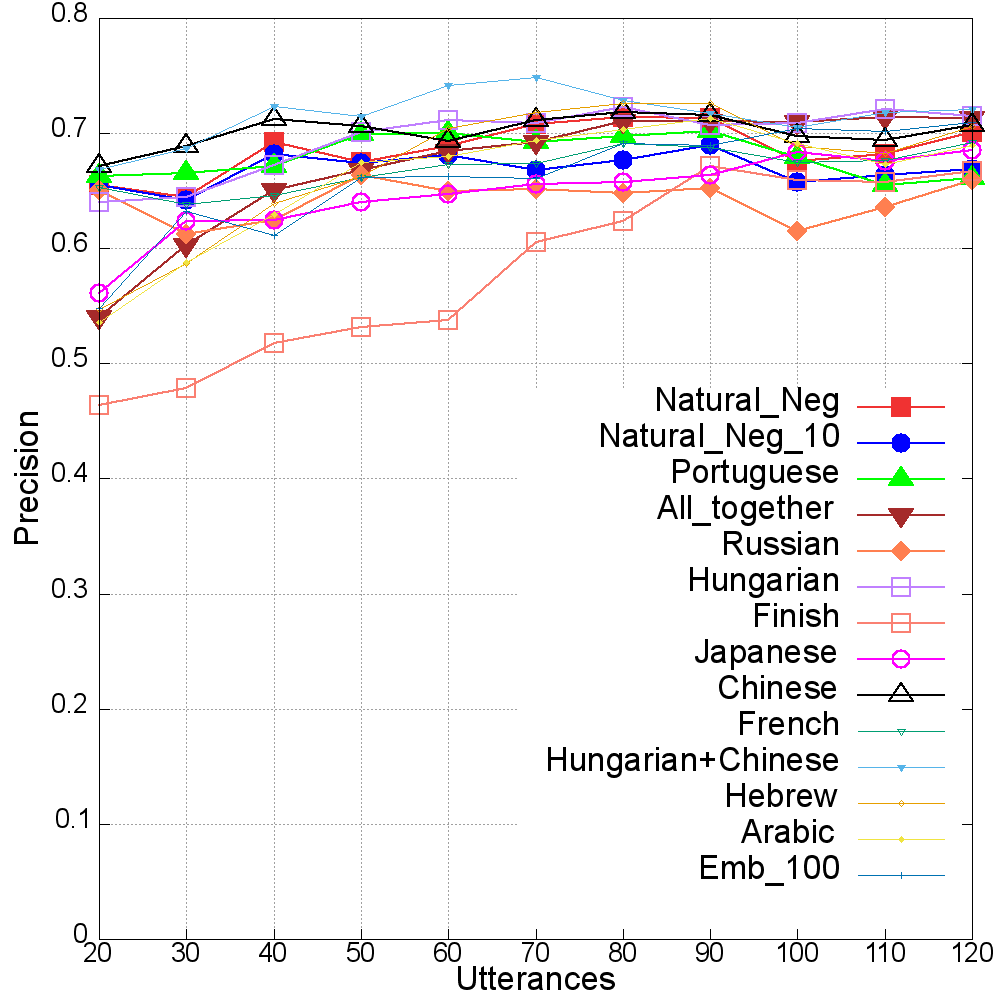 0.8
0.7
0.6
0.5
0.4
0.3
0.2
0.1
0
Precision
Natural_Neg
Natural_Neg_10
Portuguese
All_together
Russian
Hungarian
Finish
Japanese
Chinese
French
Hungarian+Chinese
Hebrew
Arabic
Emb_100
20 30 40 50 60 70 80 90 100 110 120
Utterances